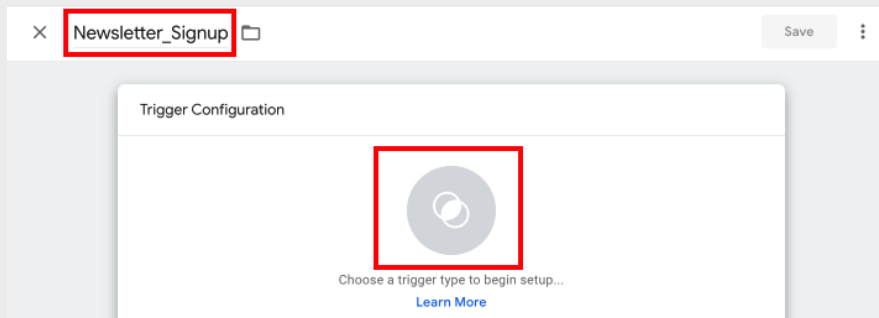 Newsletter_Signup
Save
Trigger Configuration
Choose a trigger type to begin setup...
Learn More